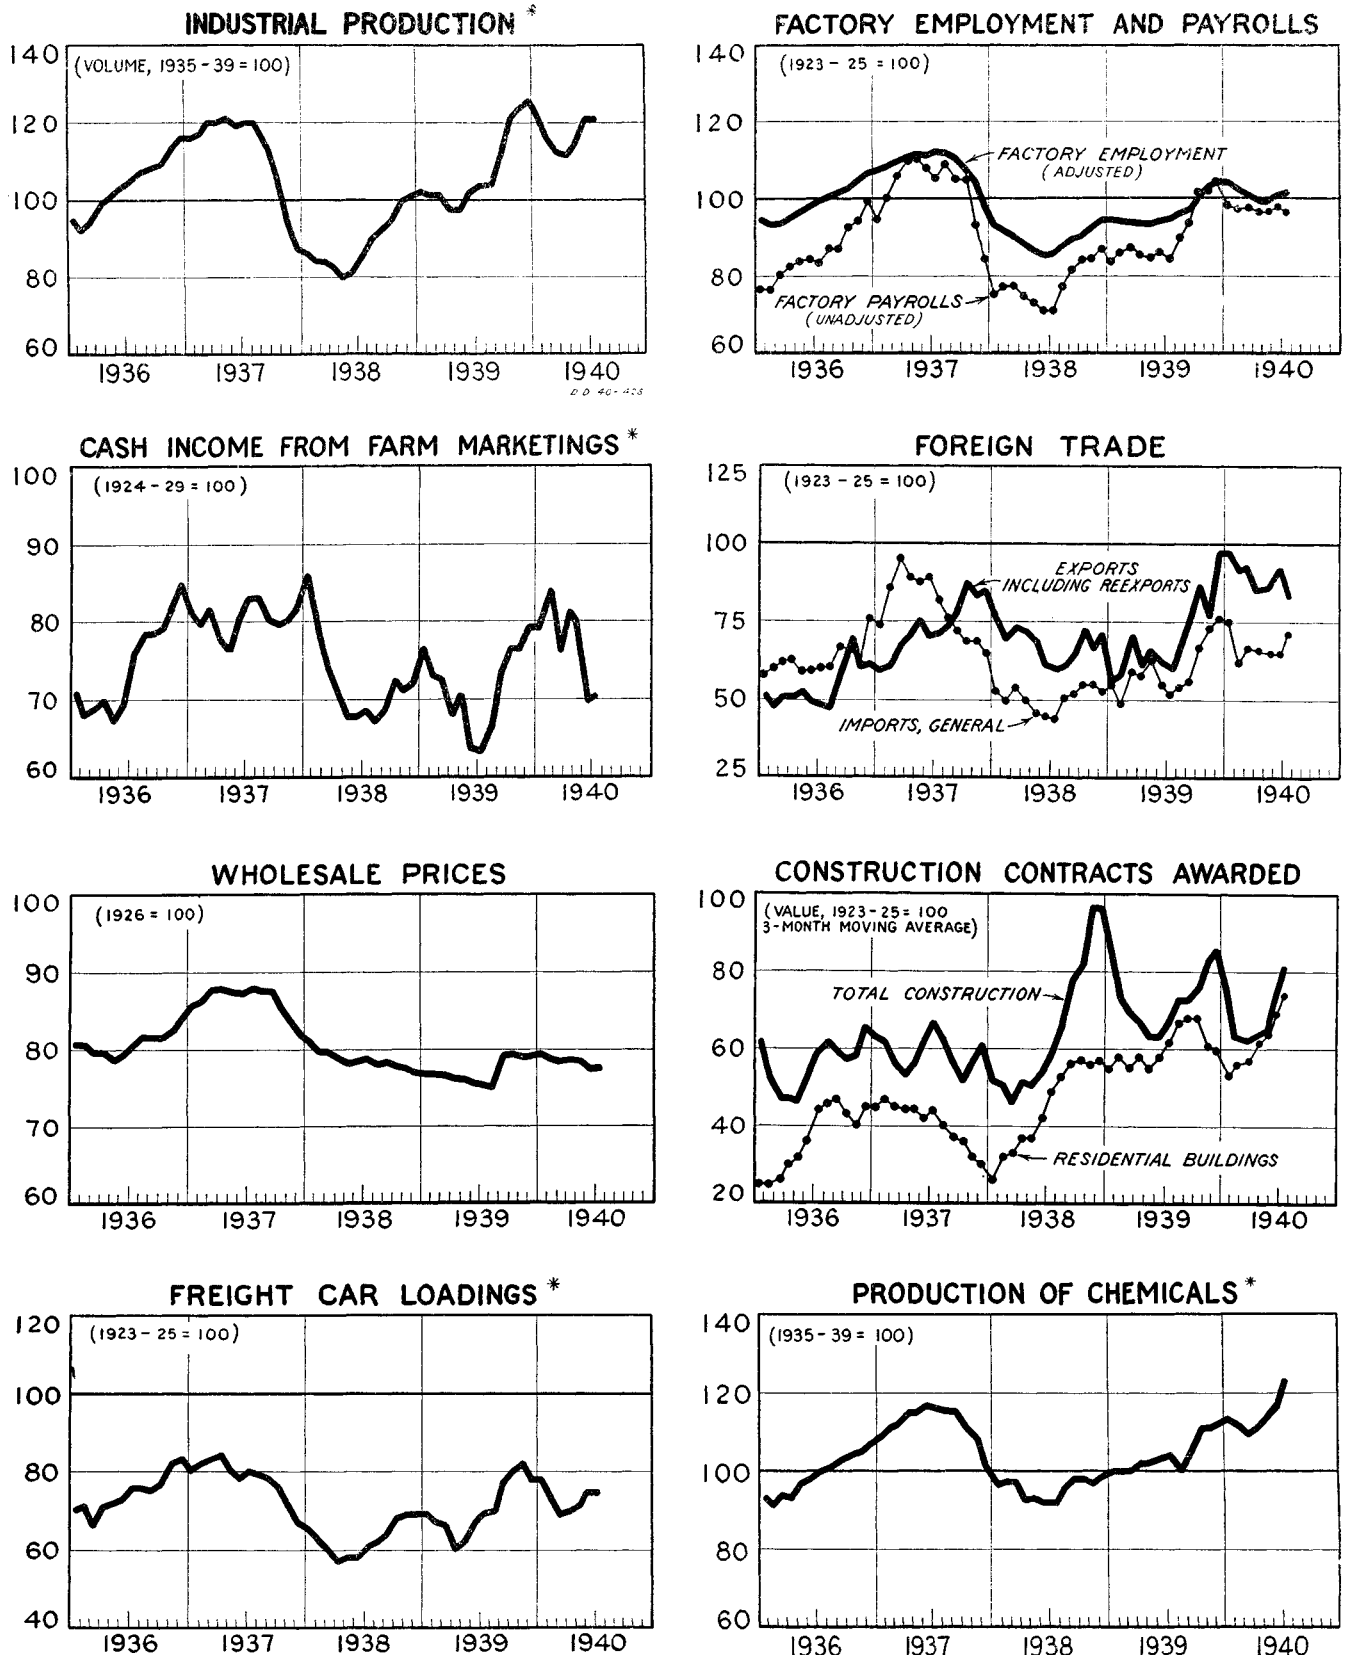 INDUSTRIAL PRODUCTION *
140
(VOLUME, 1935-39=100)
120
100
80
60
1936 1937 1938 1939 1940
FACTORY EMPLOYMENT AND PAYROLLS
140
(1923-25=100)
120
FACTORY EMPLOYMENT
(ADJUSTED)
100
80
FACTORY PAYROLLS
(UNADJUSTED)
60
1936 1937 1938 1939 1940
CASH INCOME FROM FARM MARKETINGS *
100
(1924-29=100)
90
80
70
60
1936 1937 1938 1939 1940
FOREIGN TRADE
125
(1923-25=100)
100
EXPORTS
INCLUDING REEXPORTS
75
50
IMPORTS, GENERAL
25
1936 1937 1938 1939 1940
WHOLESALE PRICES
100
(1926=100)
90
80
70
60
1936 1937 1938 1939 1940
CONSTRUCTION CONTRACTS AWARDED
100
(VALUE, 1923-25=100
3-MONTH MOVING AVERAGE)
80
TOTAL CONSTRUCTION
60
40
RESIDENTIAL BUILDINGS
20
1936 1937 1938 1939 1940
FREIGHT CAR LOADINGS *
120
(1923-25=100)
100
80
60
40
1936 1937 1938 1939 1940
PRODUCTION OF CHEMICALS *
140
(1935-39=100)
120
100
80
60
1936 1937 1938 1939 1940